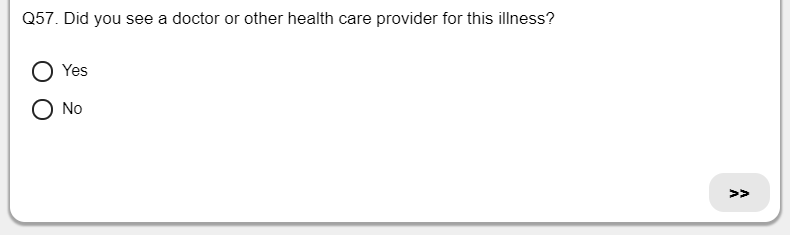 Q57. Did you see a doctor or other health care provider for this illness?
Yes
No
>>